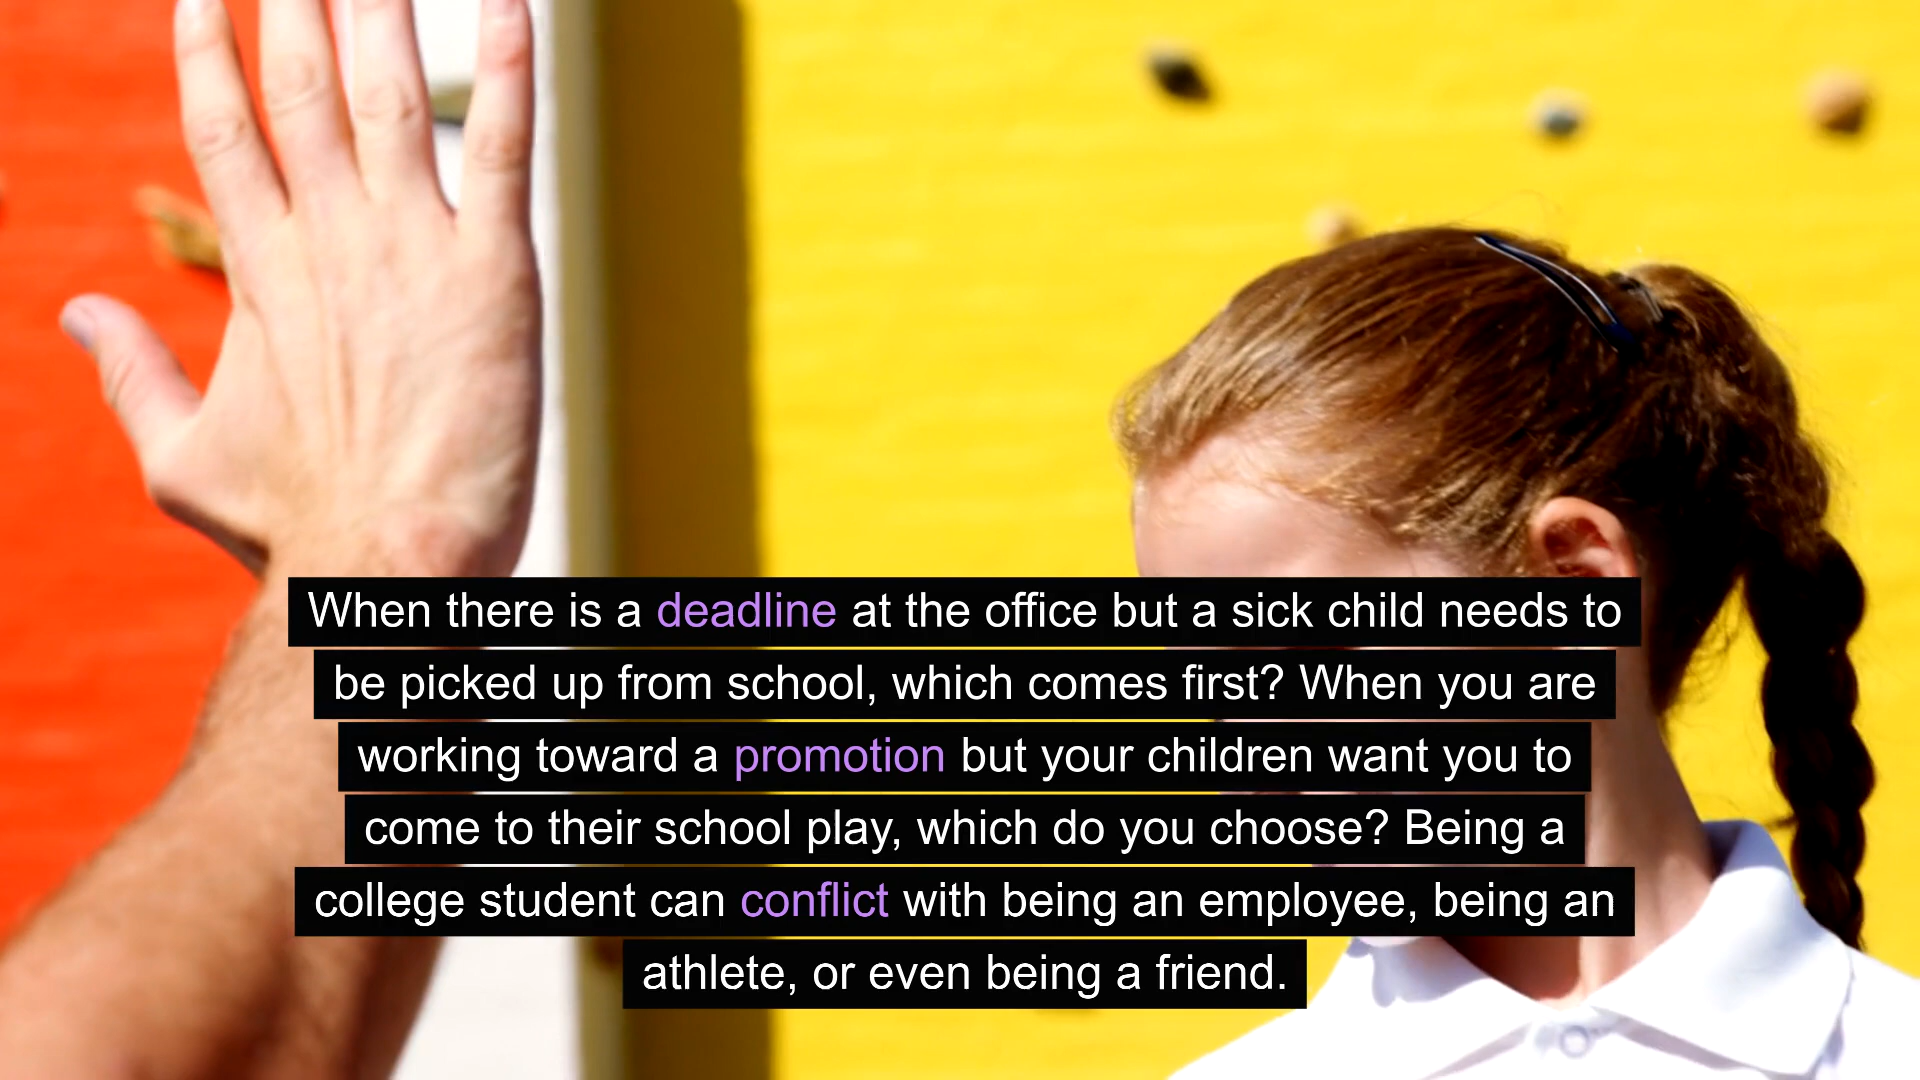 When there is a deadline at the office but a sick child needs to
be picked up from school, which comes first? When you are
working toward a promotion but your children want you to
come to their school play, which do you choose? Being a
college student can conflict with being an employee, being an
athlete, or even being a friend.